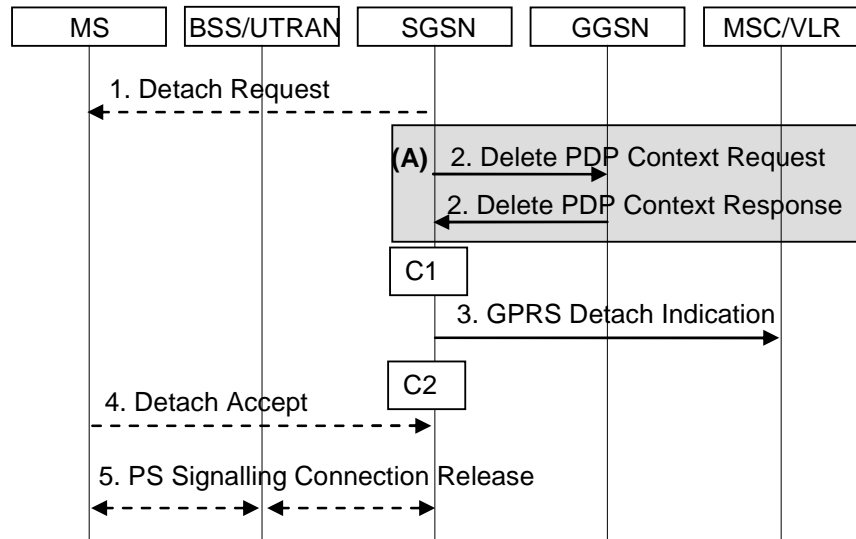 MS BSS/UTRAN SGSN GGSN MSC/VLR
1. Detach Request
(A) 2. Delete PDP Context Request
2. Delete PDP Context Response
C1
3. GPRS Detach Indication
C2
4. Detach Accept
5. PS Signalling Connection Release